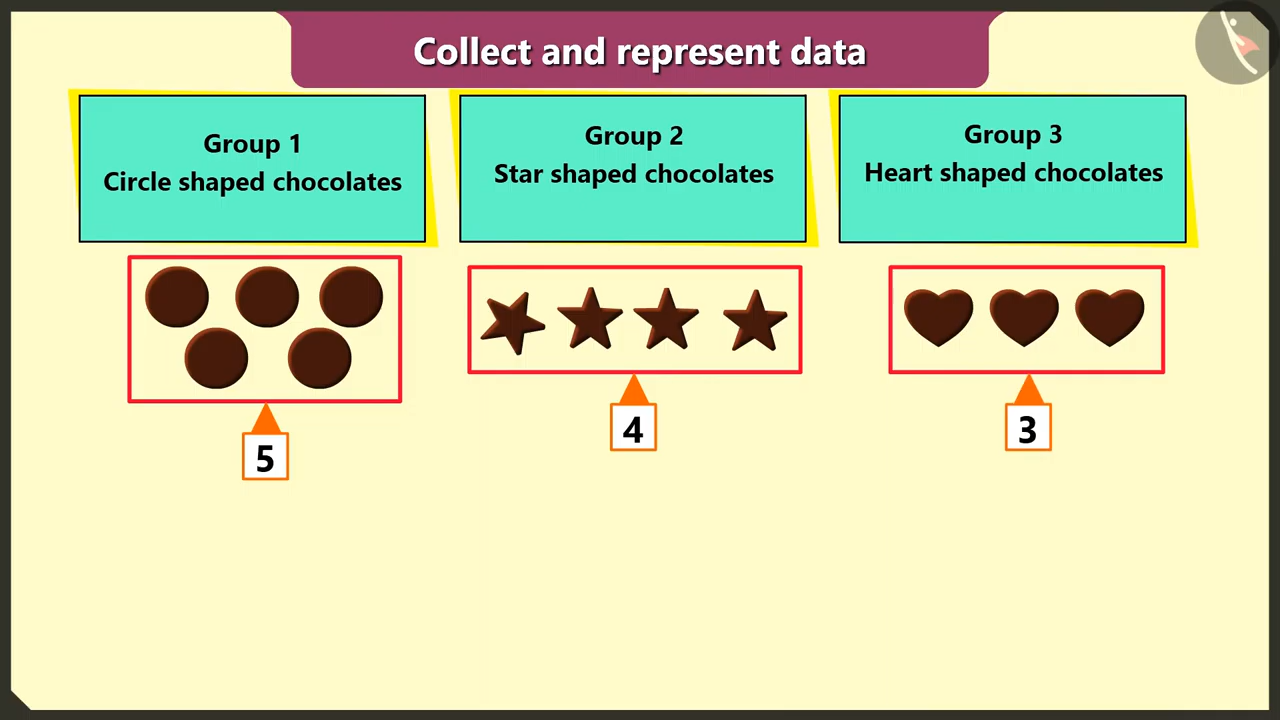 Collect and represent data
Group 1
Circle shaped chocolates
Group 2
Star shaped chocolates
Group 3
Heart shaped chocolates
5
4
3